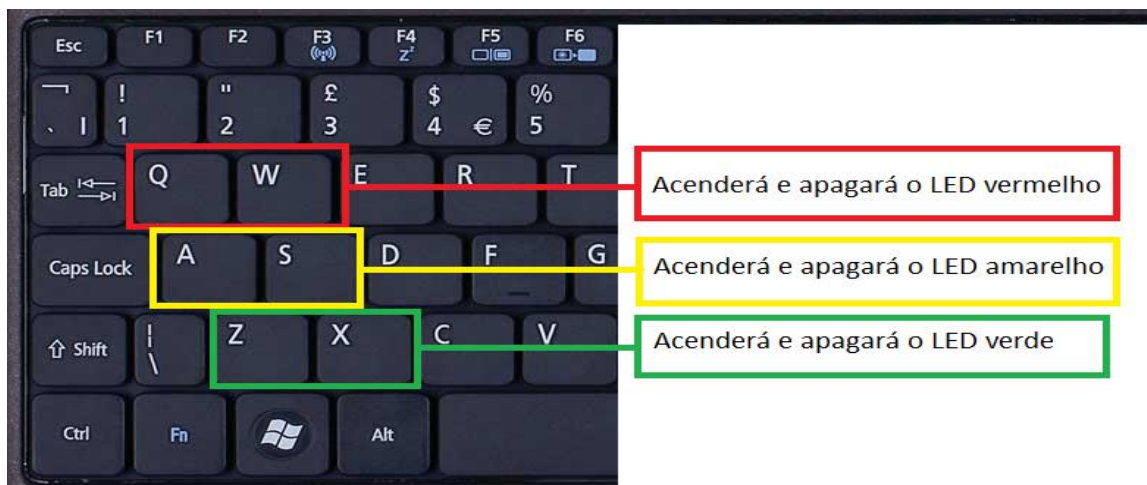 Esc F1 F2 F3 F4 F5 F6
Z
¬ ! " £ $ %
` | 1 2 3 4 € 5
Tab Q W E R T
Acenderá e apagará o LED vermelho
Caps Lock A S D F G
Acenderá e apagará o LED amarelho
Shift ¦ \ Z X C V
Acenderá e apagará o LED verde
Ctrl Fn Alt